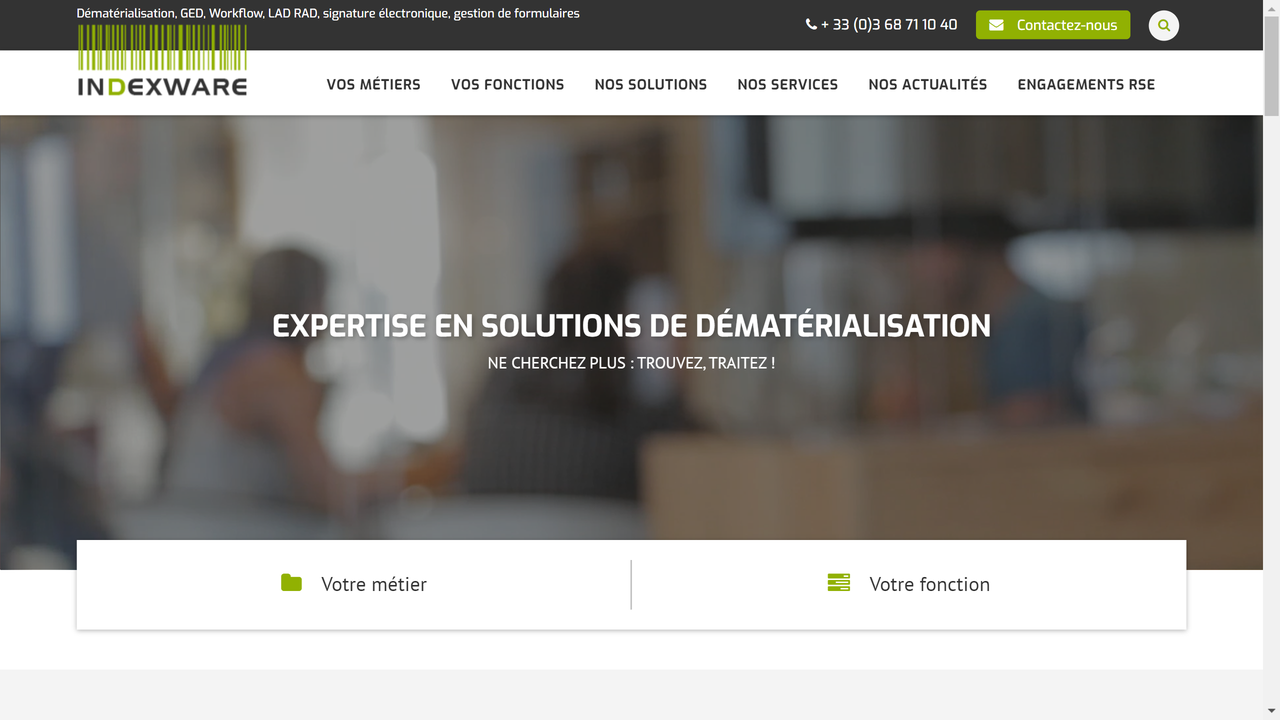 Dématérialisation, GED, Workflow, LAD RAD, signature électronique, gestion de formulaires
+ 33 (0)3 68 71 10 40
Contactez-nous
INDEXWARE
VOS MÉTIERS
VOS FONCTIONS
NOS SOLUTIONS
NOS SERVICES
NOS ACTUALITÉS
ENGAGEMENTS RSE
EXPERTISE EN SOLUTIONS DE DÉMATÉRIALISATION
NE CHERCHEZ PLUS : TROUVEZ, TRAITEZ !
Votre métier
Votre fonction